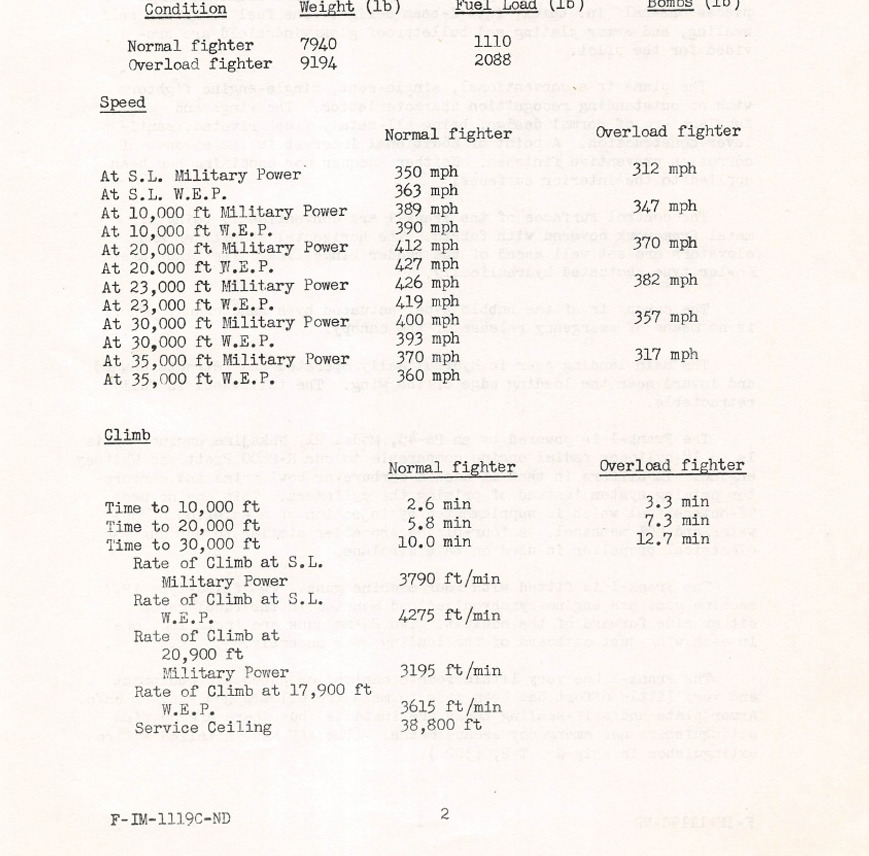 Condition Weight (lb) Fuel Load (lb) Bombs (lb)
Normal fighter 7940 1110
Overload fighter 9194 2088
Speed
Normal fighter Overload fighter
At S.L. Military Power 350 mph 312 mph
At S.L. W.E.P. 363 mph
At 10,000 ft Military Power 389 mph 347 mph
At 10,000 ft W.E.P. 390 mph
At 20,000 ft Military Power 412 mph 370 mph
At 20.000 ft W.E.P. 427 mph
At 23,000 ft Military Power 426 mph 382 mph
At 23,000 ft W.E.P. 419 mph
At 30,000 ft Military Power 400 mph 357 mph
At 30,000 ft W.E.P. 393 mph
At 35,000 ft Military Power 370 mph 317 mph
At 35,000 ft W.E.P. 360 mph
Climb
Normal fighter Overload fighter
Time to 10,000 ft 2.6 min 3.3 min
Time to 20,000 ft 5.8 min 7.3 min
Time to 30,000 ft 10.0 min 12.7 min
Rate of Climb at S.L.
Military Power 3790 ft/min
Rate of Climb at S.L.
W.E.P. 4275 ft/min
Rate of Climb at
20,900 ft
Military Power 3195 ft/min
Rate of Climb at 17,900 ft
W.E.P. 3615 ft/min
Service Ceiling 38,800 ft
F-IM-1119C-ND 2